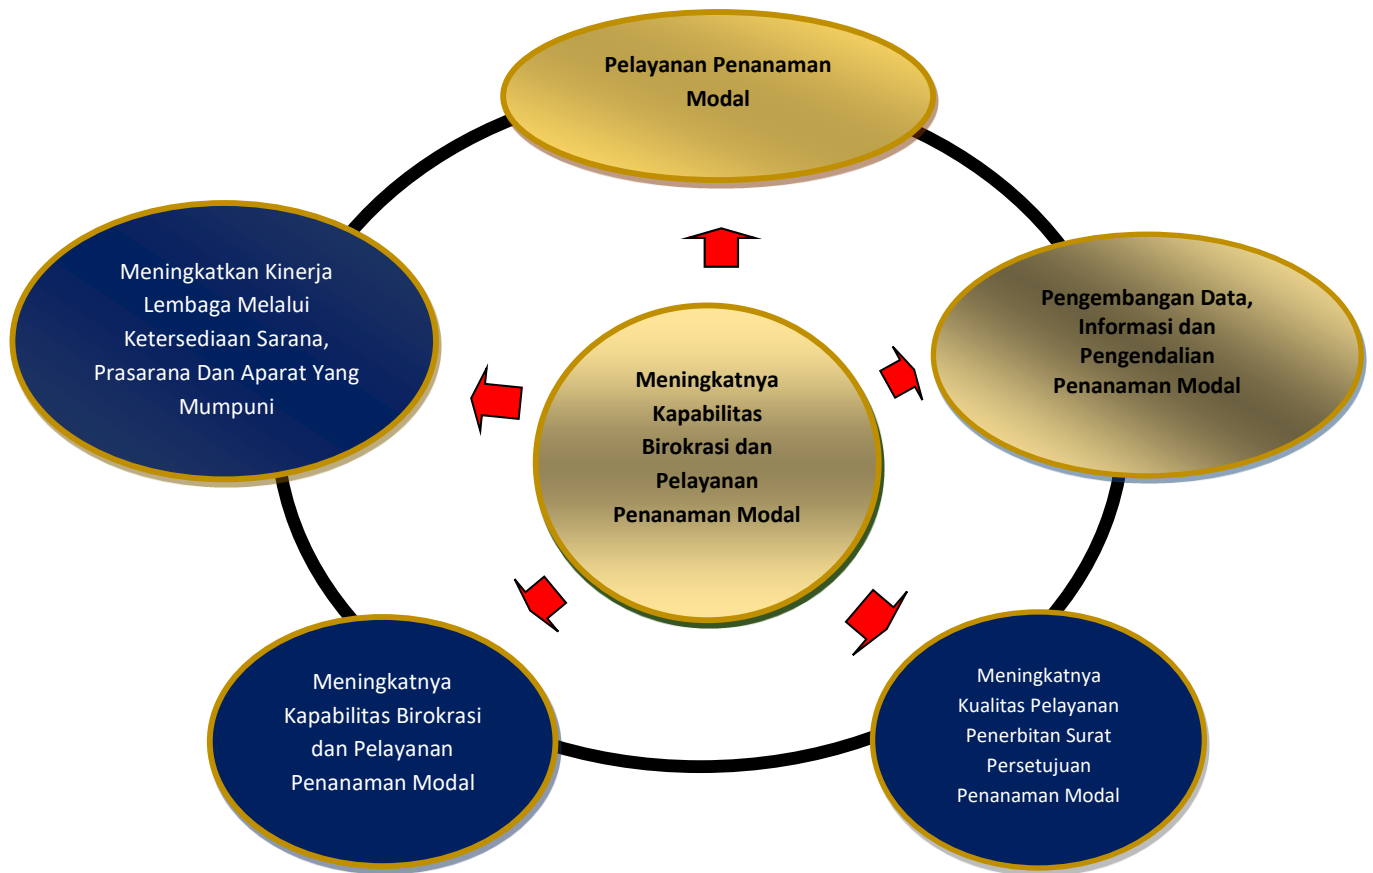 Pelayanan Penanaman
Modal
Meningkatkan Kinerja
Lembaga Melalui
Ketersediaan Sarana,
Prasarana Dan Aparat Yang
Mumpuni
Pengembangan Data,
Informasi dan
Pengendalian
Penanaman Modal
Meningkatnya
Kapabilitas
Birokrasi dan
Pelayanan
Penanaman Modal
Meningkatnya
Kapabilitas Birokrasi
dan Pelayanan
Penanaman Modal
Meningkatnya
Kualitas Pelayanan
Penerbitan Surat
Persetujuan
Penanaman Modal